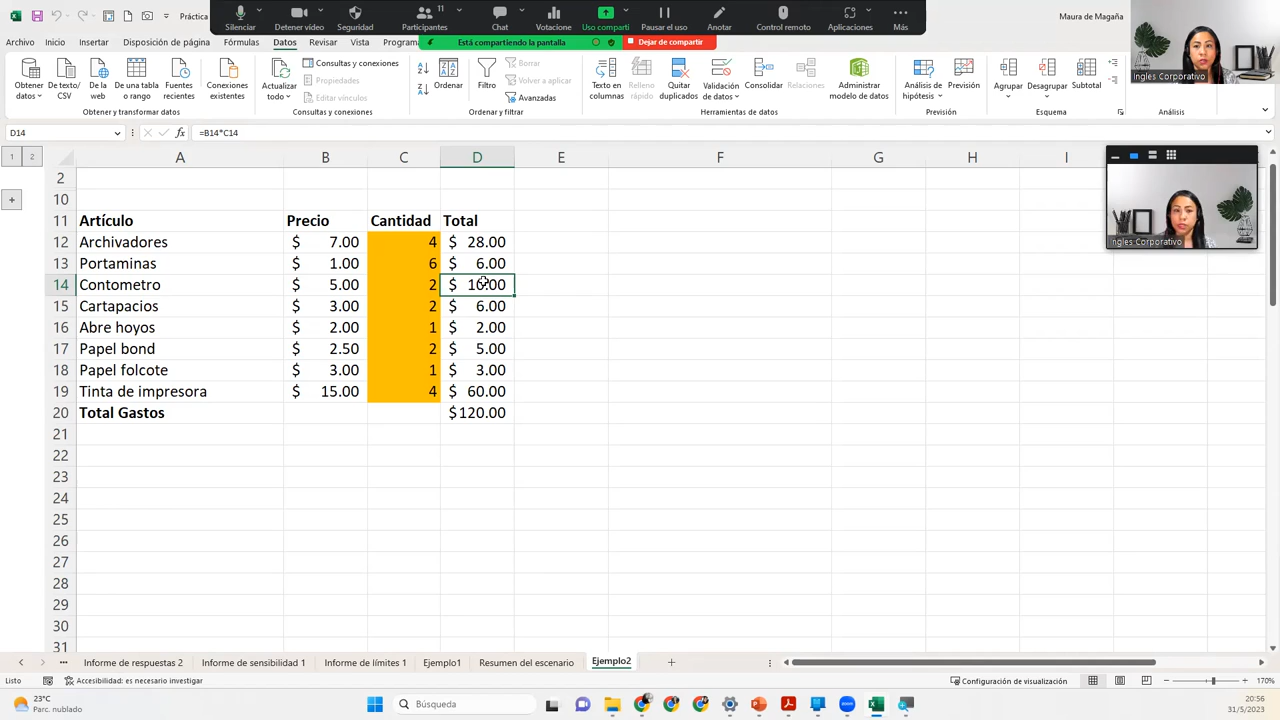 Práctica
Silenciar
Detener video
Seguridad
Participantes
11
Chat
Votacione
Uso comparti
Pausar el uso
Anotar
Control remoto
Aplicaciones
Más
Maura de Magaña
Archivo
Inicio
Insertar
Disposición de página
Fórmulas
Datos
Revisar
Vista
Programa
Está compartiendo la pantalla
Dejar de compartir
Ingles Corporativo
Obtener datos
De texto/ CSV
De la web
De una tabla o rango
Fuentes recientes
Conexiones existentes
Obtener y transformar datos
Actualizar todo
Consultas y conexiones
Propiedades
Editar vínculos
Consultas y conexiones
Ordenar
Filtro
Borrar
Volver a aplicar
Avanzadas
Ordenar y filtrar
Texto en columnas
Relleno rápido
Quitar duplicados
Validación de datos
Consolidar
Relaciones
Administrar modelo de datos
Herramientas de datos
Análisis de hipótesis
Previsión
Previsión
Agrupar
Desagrupar
Subtotal
Esquema
Análisis
D14
fx
=B14*C14
1 2
A B C D E F G H I
2
10
11 Artículo Precio Cantidad Total
12 Archivadores $ 7.00 4 $ 28.00
13 Portaminas $ 1.00 6 $ 6.00
14 Contometro $ 5.00 2 $ 10.00
15 Cartapacios $ 3.00 2 $ 6.00
16 Abre hoyos $ 2.00 1 $ 2.00
17 Papel bond $ 2.50 2 $ 5.00
18 Papel folcote $ 3.00 1 $ 3.00
19 Tinta de impresora $ 15.00 4 $ 60.00
20 Total Gastos $120.00
21
22
23
24
25
26
27
28
29
30
31
Ingles Corporativo
Informe de respuestas 2
Informe de sensibilidad 1
Informe de límites 1
Ejemplo1
Resumen del escenario
Ejemplo2
Listo
Accesibilidad: es necesario investigar
Configuración de visualización
170%
23°C
Parc. nublado
Búsqueda
zoom
20:56
31/5/2023